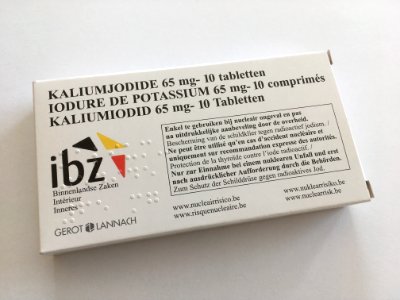 KALIUMJODIDE 65 mg- 10 tabletten
IODURE DE POTASSIUM 65 mg- 10 comprimés
KALIUMIODID 65 mg- 10 Tabletten
ibz
Binnenlandse Zaken
Intérieur
Inneres
GEROT LANNACH
Enkel te gebruiken bij nucleair ongeval en pas
na uitdrukkelijke aanbeveling door de overheid.
Bescherming van de schildklier tegen radioactief jodium. /
Ne peut être utilisé qu'en cas d'accident nucléaire et
uniquement sur recommandation expresse des autorités.
Protection de la thyroïde contre l'iode radioactif. /
Nur zur Einnahme bei einem nuklearen Unfall und erst
nach ausdrücklicher Aufforderung durch die Behörden.
Zum Schutz der Schilddrüse gegen radioaktives Jod.
www.nucleairrisico.be
www.nuklearrisiko.be
www.risquenucleaire.be
www.nuclearrisk.be